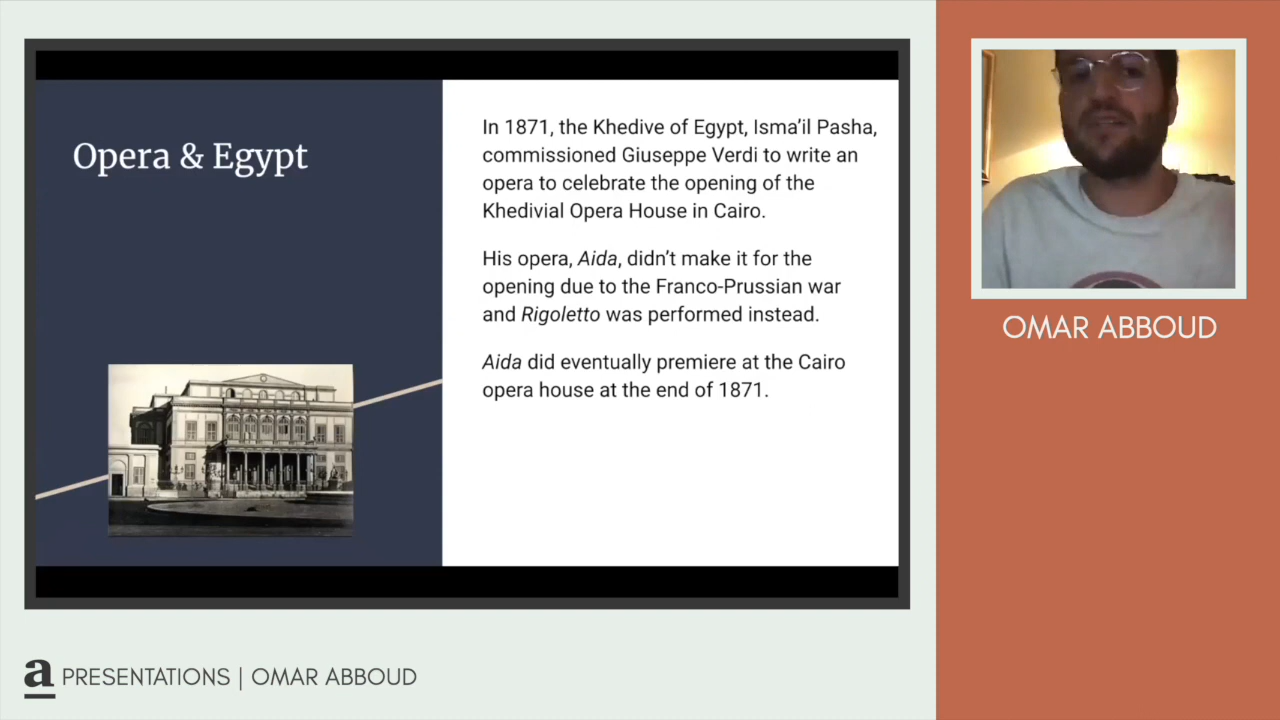 Opera & Egypt
In 1871, the Khedive of Egypt, Isma’il Pasha,
commissioned Giuseppe Verdi to write an
opera to celebrate the opening of the
Khedivial Opera House in Cairo.
His opera, Aida, didn’t make it for the
opening due to the Franco-Prussian war
and Rigoletto was performed instead.
Aida did eventually premiere at the Cairo
opera house at the end of 1871.
OMAR ABBOUD
a PRESENTATIONS | OMAR ABBOUD